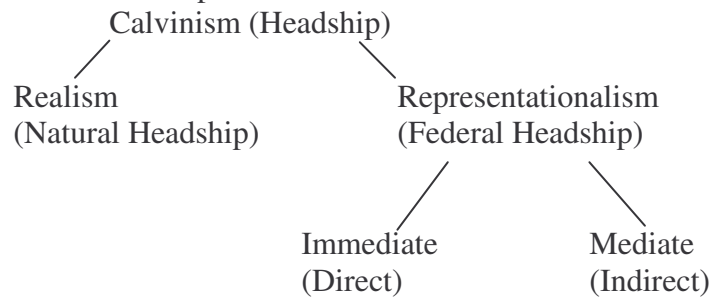 Calvinism (Headship)
Realism
(Natural Headship)
Representationalism
(Federal Headship)
Immediate
(Direct)
Mediate
(Indirect)